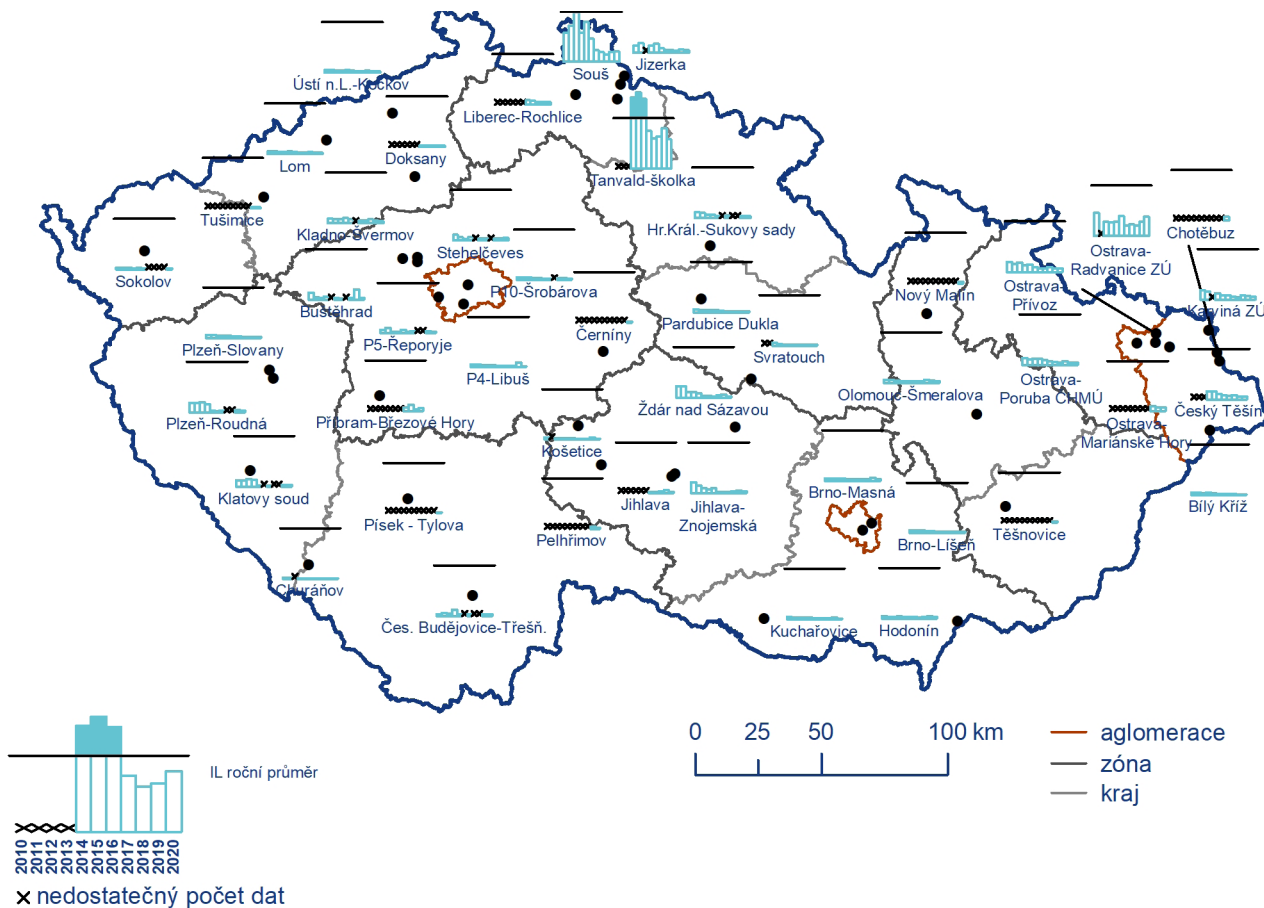 Souš
Jizerka
Ústí n.L.-Kočkov
Liberec-Rochlice
Lom
Doksany
Tanvald-školka
Tušimice
Kladno-Švermov
Hr.Král.-Sukovy sady
Chotěbuz
Stehelčeves
Ostrava-
Radvanice ZÚ
Sokolov
P10-Šrobárova
Nový Malín
Ostrava-
Přívoz
Buštěhrad
Pardubice Dukla
Karviná ZÚ
Plzeň-Slovany
P5-Řeporyje
Černíny
Svratouch
P4-Libuš
Ostrava-
Poruba ČHMÚ
Olomouc-Šmeralova
Plzeň-Roudná
Příbram-Březové Hory
Ždár nad Sázavou
Český Těšín
Ostrava-
Mariánské Hory
Košetice
Klatovy soud
Jihlava
Jihlava-
Znojemská
Brno-Masná
Bílý Kříž
Písek - Tylova
Pelhřimov
Brno-Líšeň
Těšnovice
Churáňov
Čes. Budějovice-Třešň.
Kuchařovice
Hodonín
0 25 50 100 km
aglomerace
zóna
kraj
IL roční průměr
2010
2011
2012
2013
2014
2015
2016
2017
2018
2019
2020
nedostatečný počet dat